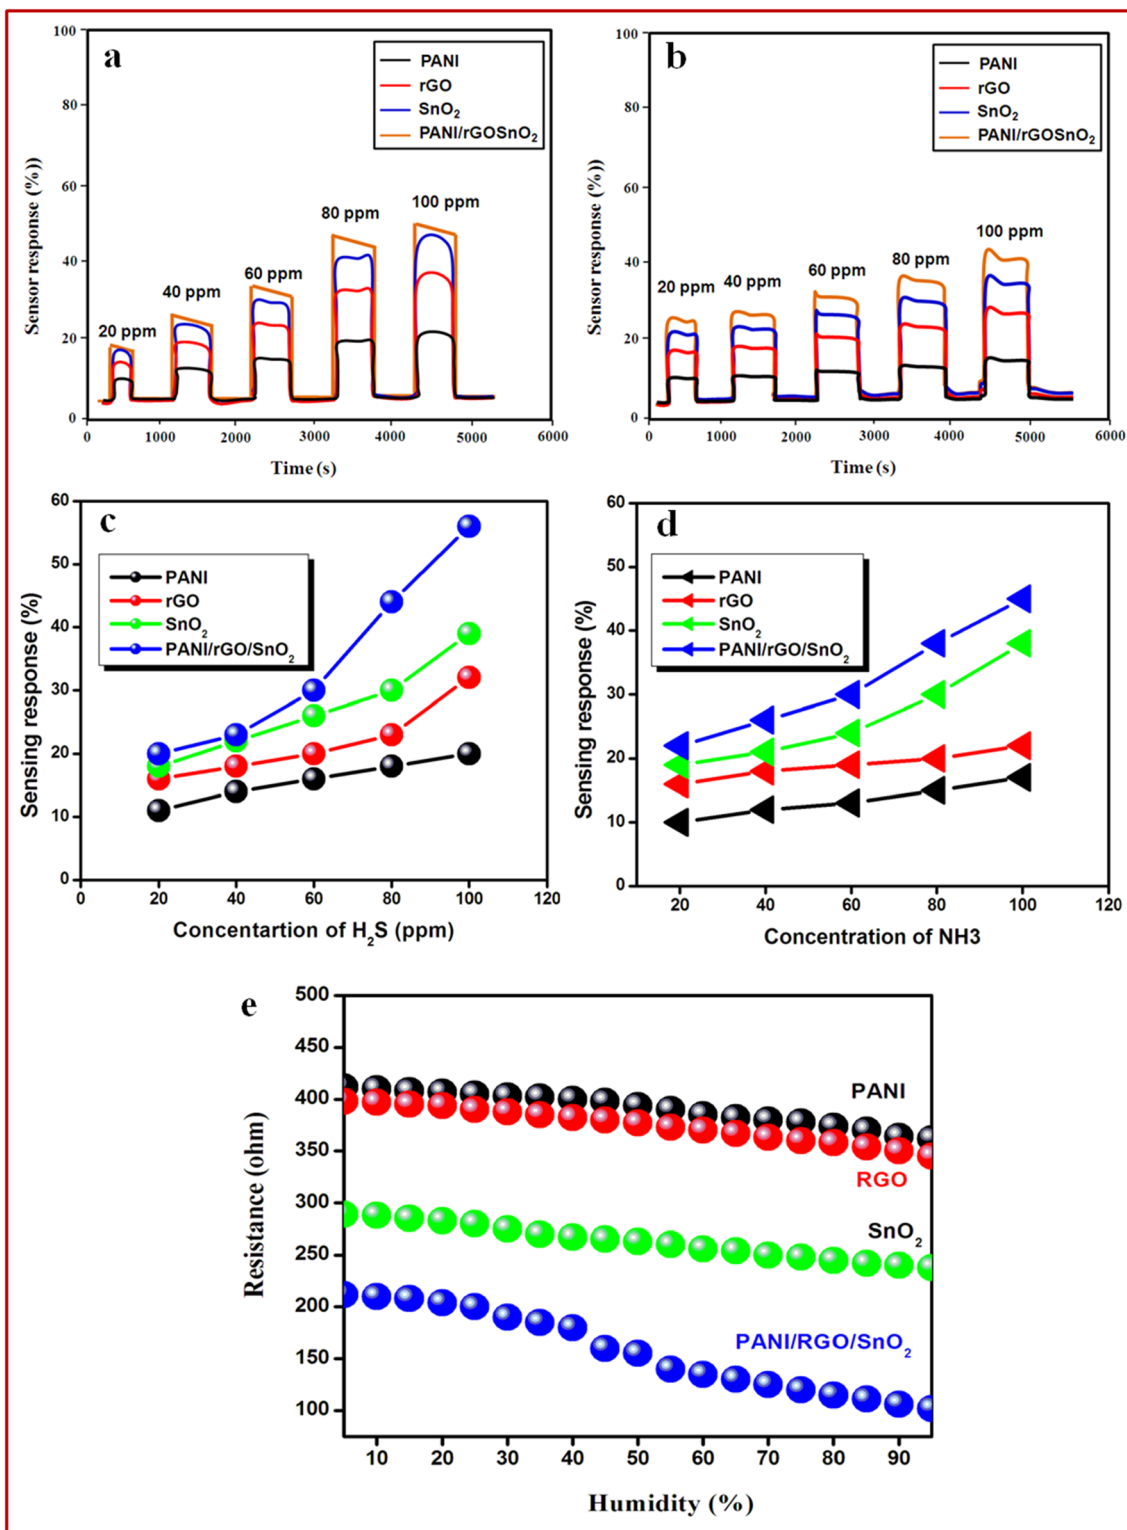 a
PANI
rGO
SnO₂
PANI/rGOSnO₂
100
80
60
40
20
0
20 ppm
40 ppm
60 ppm
80 ppm
100 ppm
0
1000
2000
3000
4000
5000
6000
Sensor response (%))
Time (s)
b
PANI
rGO
SnO₂
PANI/rGOSnO₂
100
80
60
40
20
0
20 ppm
40 ppm
60 ppm
80 ppm
100 ppm
0
1000
2000
3000
4000
5000
6000
Sensor response (%))
Time (s)
c
PANI
rGO
SnO₂
PANI/rGO/SnO₂
60
50
40
30
20
10
0
0
20
40
60
80
100
120
Sensing response (%)
Concentartion of H₂S (ppm)
d
PANI
rGO
SnO₂
PANI/rGO/SnO₂
60
50
40
30
20
10
0
20
40
60
80
100
120
Sensing response (%)
Concentration of NH3
e
500
450
400
350
300
250
200
150
100
PANI
RGO
SnO₂
PANI/RGO/SnO₂
10
20
30
40
50
60
70
80
90
Resistance (ohm)
Humidity (%)